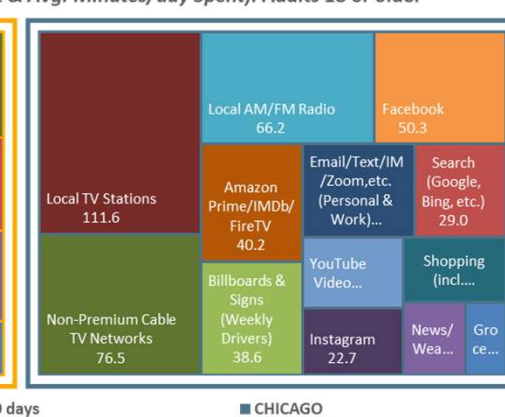 & Avg. Minutes/day Spent). Adults 18 or older
Local TV Stations
111.6
Non-Premium Cable
TV Networks
76.5
Local AM/FM Radio
66.2
Facebook
50.3
Amazon
Prime/IMDb/
FireTV
40.2
Email/Text/IM
/Zoom,etc.
(Personal &
Work)...
Search
(Google,
Bing, etc.)
29.0
Billboards &
Signs
(Weekly
Drivers)
38.6
YouTube
Video...
Shopping
(incl....
Instagram
22.7
News/
Wea...
Gro
ce...
days
CHICAGO